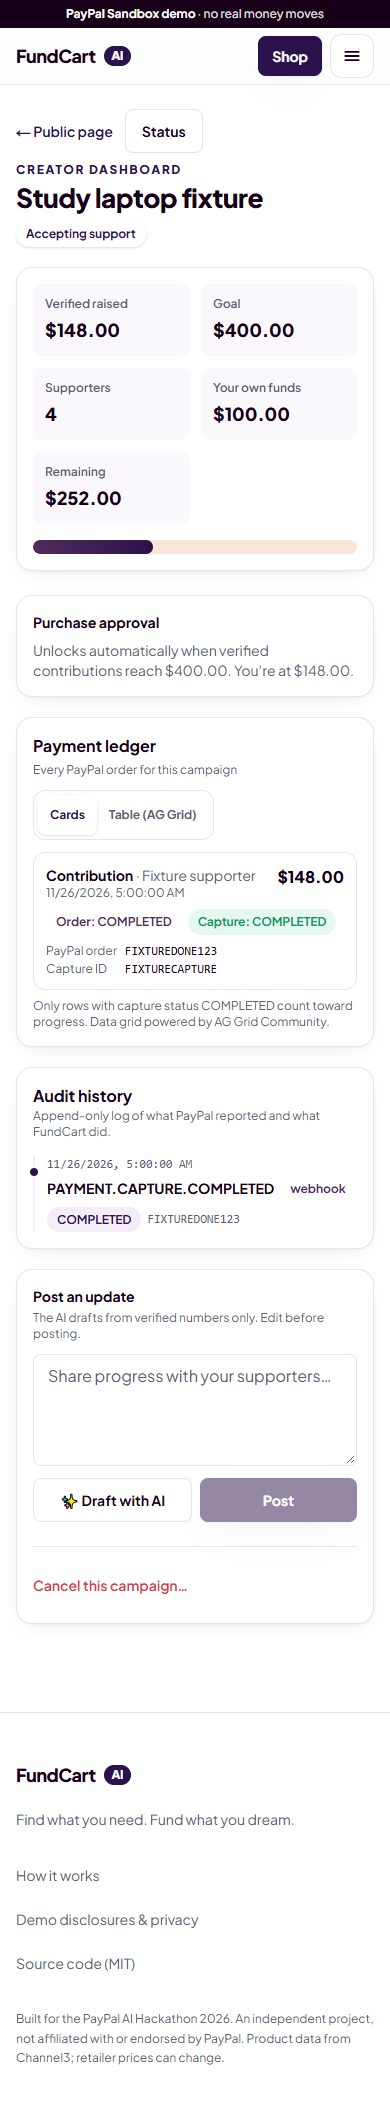 PayPal Sandbox demo · no real money moves
FundCart AI
Shop
← Public page
Status
CREATOR DASHBOARD
Study laptop fixture
Accepting support
Verified raised
$148.00
Goal
$400.00
Supporters
4
Your own funds
$100.00
Remaining
$252.00
Purchase approval
Unlocks automatically when verified
contributions reach $400.00. You're at $148.00.
Payment ledger
Every PayPal order for this campaign
Cards
Table (AG Grid)
Contribution · Fixture supporter
$148.00
11/26/2026, 5:00:00 AM
Order: COMPLETED
Capture: COMPLETED
PayPal order FIXTUREDONE123
Capture ID FIXTURECAPTURE
Only rows with capture status COMPLETED count toward
progress. Data grid powered by AG Grid Community.
Audit history
Append-only log of what PayPal reported and what
FundCart did.
11/26/2026, 5:00:00 AM
PAYMENT.CAPTURE.COMPLETED webhook
COMPLETED FIXTUREDONE123
Post an update
The AI drafts from verified numbers only. Edit before
posting.
Share progress with your supporters…
✨ Draft with AI
Post
Cancel this campaign…
FundCart AI
Find what you need. Fund what you dream.
How it works
Demo disclosures & privacy
Source code (MIT)
Built for the PayPal AI Hackathon 2026. An independent project,
not affiliated with or endorsed by PayPal. Product data from
Channel3; retailer prices can change.